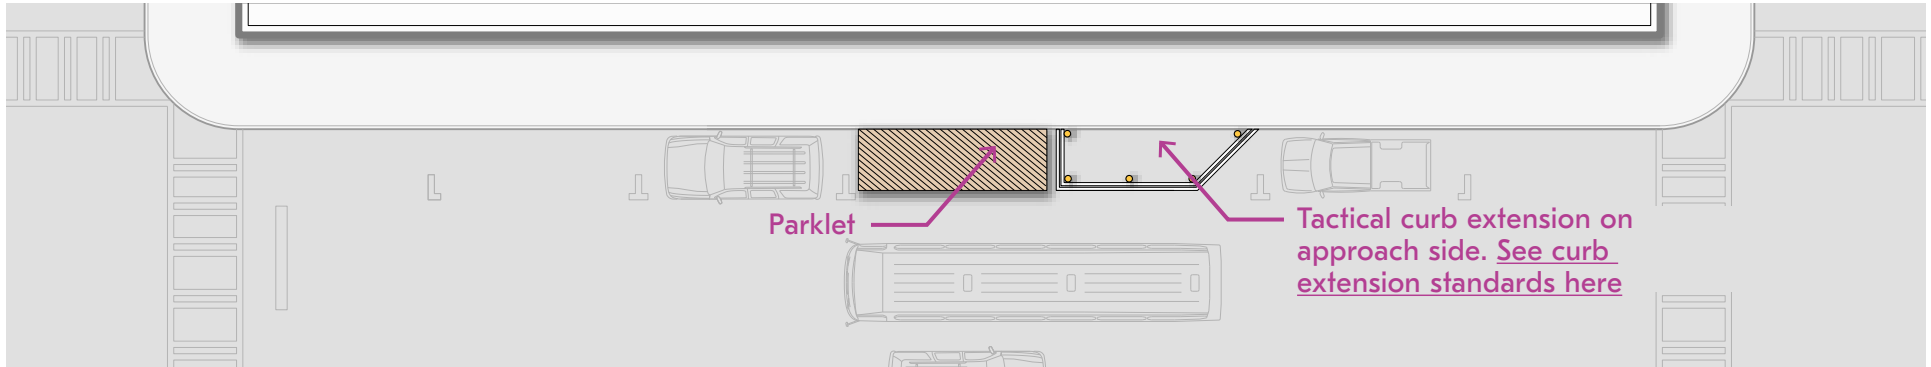 Parklet
Tactical curb extension on
approach side. See curb
extension standards here